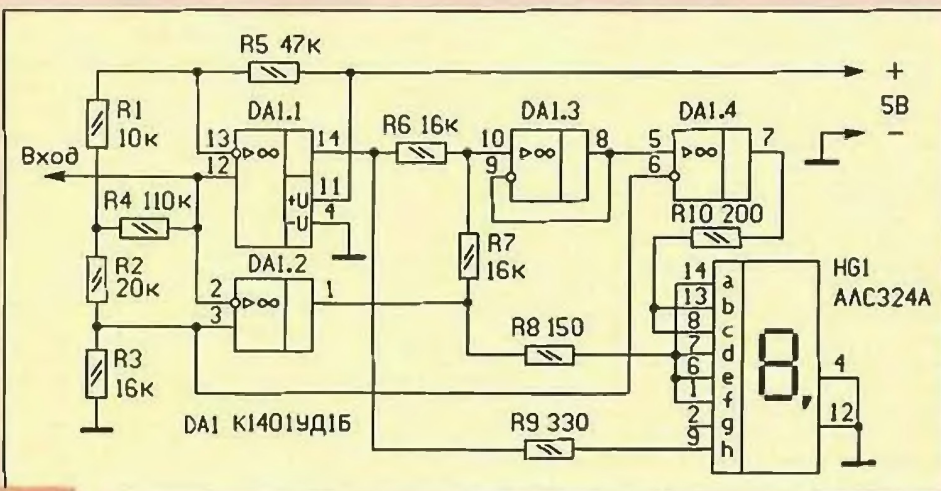 R5 47к
+
5В
−
R1
10к
DA1.1
R6 16к
DA1.3
DA1.4
Вход
13
12
▷∞
14
11
+U
4
−U
10
9
▷∞
8
5
6
▷∞
7
R4 110к
R10 200
R2
20к
DA1.2
R7
16к
2
3
▷∞
1
R3
16к
DA1 К1401УД1Б
R8 150
R9 330
14
13
8
7
6
1
2
9
a
b
c
d
e
f
g
h
HG1
АЛС324А
4
12